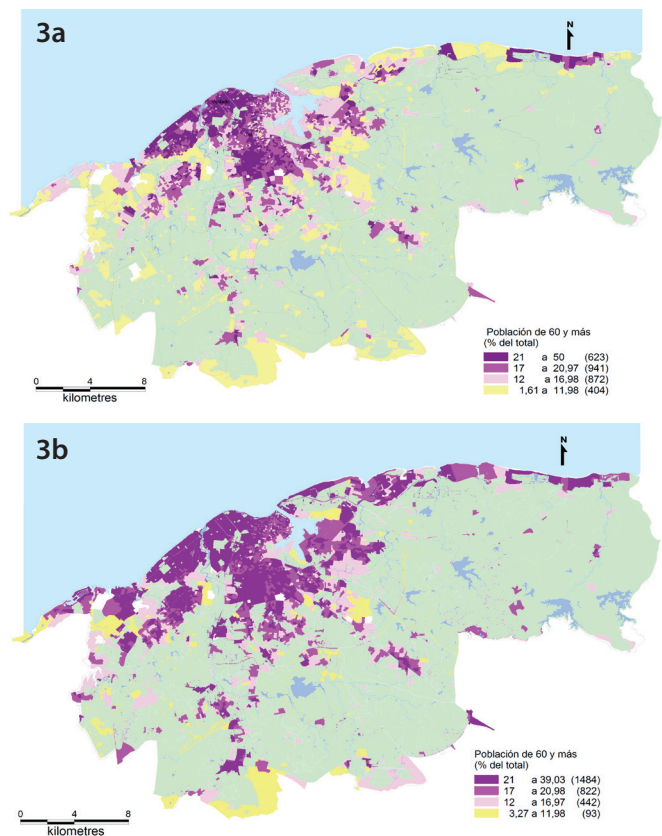 3a
N
Población de 60 y más
(% del total)
21 a 50 (623)
17 a 20,97 (941)
12 a 16,98 (872)
1,61 a 11,98 (404)
0 4 8
kilometres
3b
N
Población de 60 y más
(% del total)
21 a 39,03 (1484)
17 a 20,98 (822)
12 a 16,97 (442)
3,27 a 11,98 (93)
0 4 8
kilometres